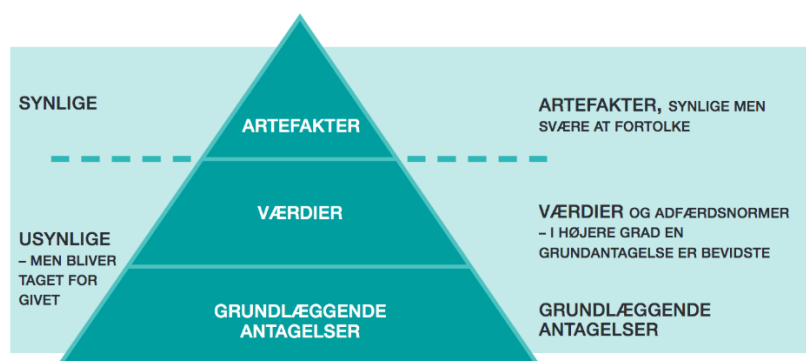 SYNLIGE
USYNLIGE
– MEN BLIVER
TAGET FOR
GIVET
ARTEFAKTER
VÆRDIER
GRUNDLÆGGENDE
ANTAGELSER
ARTEFAKTER, SYNLIGE MEN
SVÆRE AT FORTOLKE
VÆRDIER OG ADFÆRDSNORMER
– I HØJERE GRAD EN
GRUNDANTAGELSE ER BEVIDSTE
GRUNDLÆGGENDE
ANTAGELSER